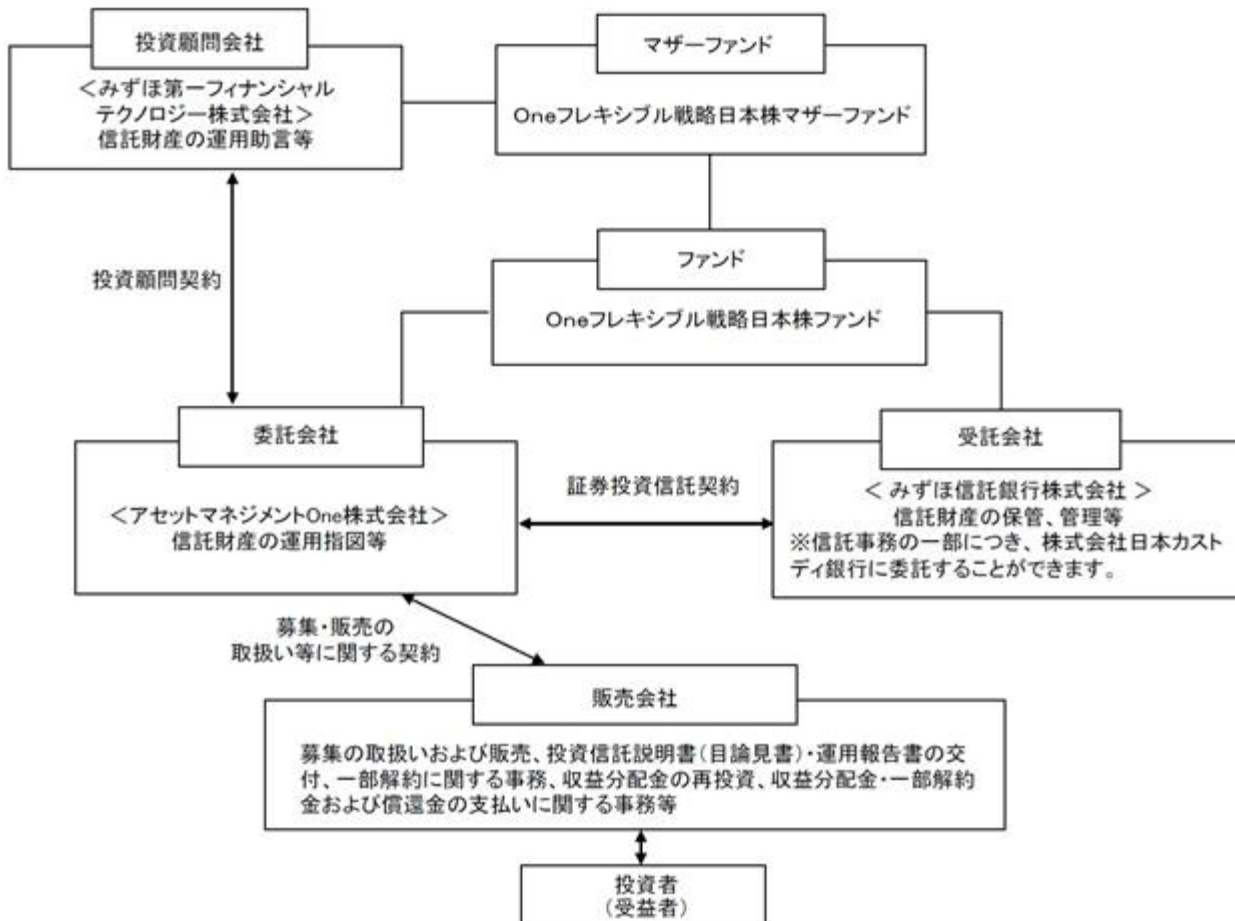 投資顧問会社
<みずほ第一フィナンシャル
テクノロジー株式会社>
信託財産の運用助言等
マザーファンド
Oneフレキシブル戦略日本株マザーファンド
ファンド
Oneフレキシブル戦略日本株ファンド
投資顧問契約
委託会社
<アセットマネジメントOne株式会社>
信託財産の運用指図等
証券投資信託契約
受託会社
< みずほ信託銀行株式会社 >
信託財産の保管、管理等
※信託事務の一部につき、株式会社日本カスト
ディ銀行に委託することができます。
募集・販売の
取扱い等に関する契約
販売会社
募集の取扱いおよび販売、投資信託説明書(目論見書)・運用報告書の交
付、一部解約に関する事務、収益分配金の再投資、収益分配金・一部解約
金および償還金の支払いに関する事務等
投資者
(受益者)